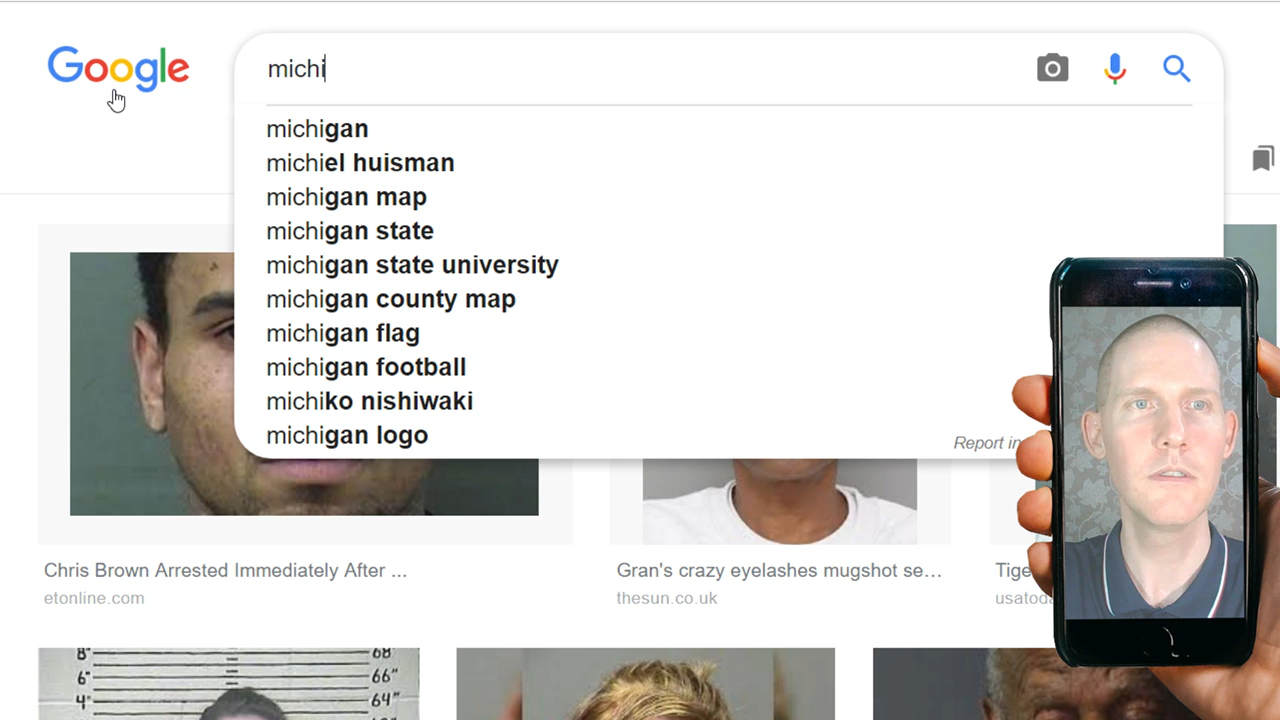 Google
michi
michigan
michiel huisman
michigan map
michigan state
michigan state university
michigan county map
michigan flag
michigan football
michiko nishiwaki
michigan logo
Report in
Chris Brown Arrested Immediately After ...
etonline.com
Gran's crazy eyelashes mugshot se...
thesun.co.uk
Tige
usatoda
8" 68"
6" 66"
4" 64"